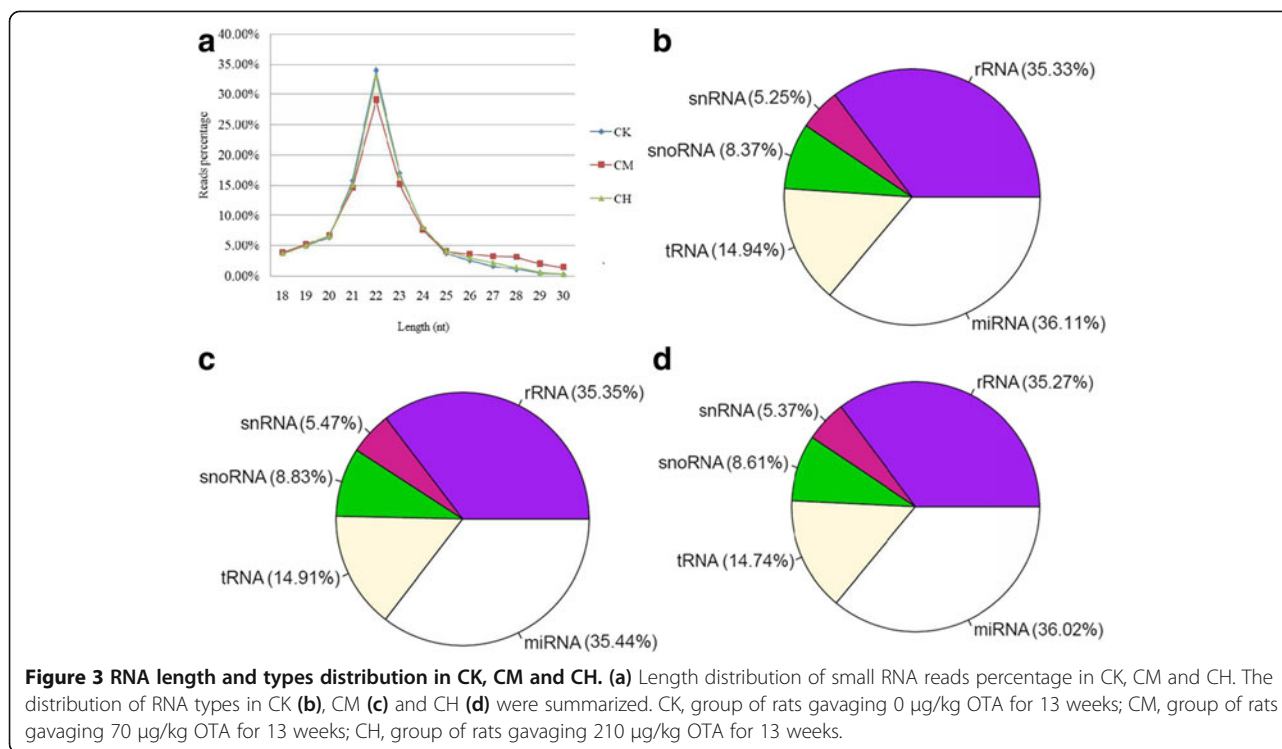 a
40.00%
35.00%
30.00%
25.00%
20.00%
15.00%
10.00%
5.00%
0.00%
Reads percentage
18 19 20 21 22 23 24 25 26 27 28 29 30
Length (nt)
CK
CM
CH
b
rRNA (35.33%)
snRNA (5.25%)
snoRNA (8.37%)
tRNA (14.94%)
miRNA (36.11%)
c
rRNA (35.35%)
snRNA (5.47%)
snoRNA (8.83%)
tRNA (14.91%)
miRNA (35.44%)
d
rRNA (35.27%)
snRNA (5.37%)
snoRNA (8.61%)
tRNA (14.74%)
miRNA (36.02%)
Figure 3 RNA length and types distribution in CK, CM and CH. (a) Length distribution of small RNA reads percentage in CK, CM and CH. The
distribution of RNA types in CK (b), CM (c) and CH (d) were summarized. CK, group of rats gavaging 0 μg/kg OTA for 13 weeks; CM, group of rats
gavaging 70 μg/kg OTA for 13 weeks; CH, group of rats gavaging 210 μg/kg OTA for 13 weeks.